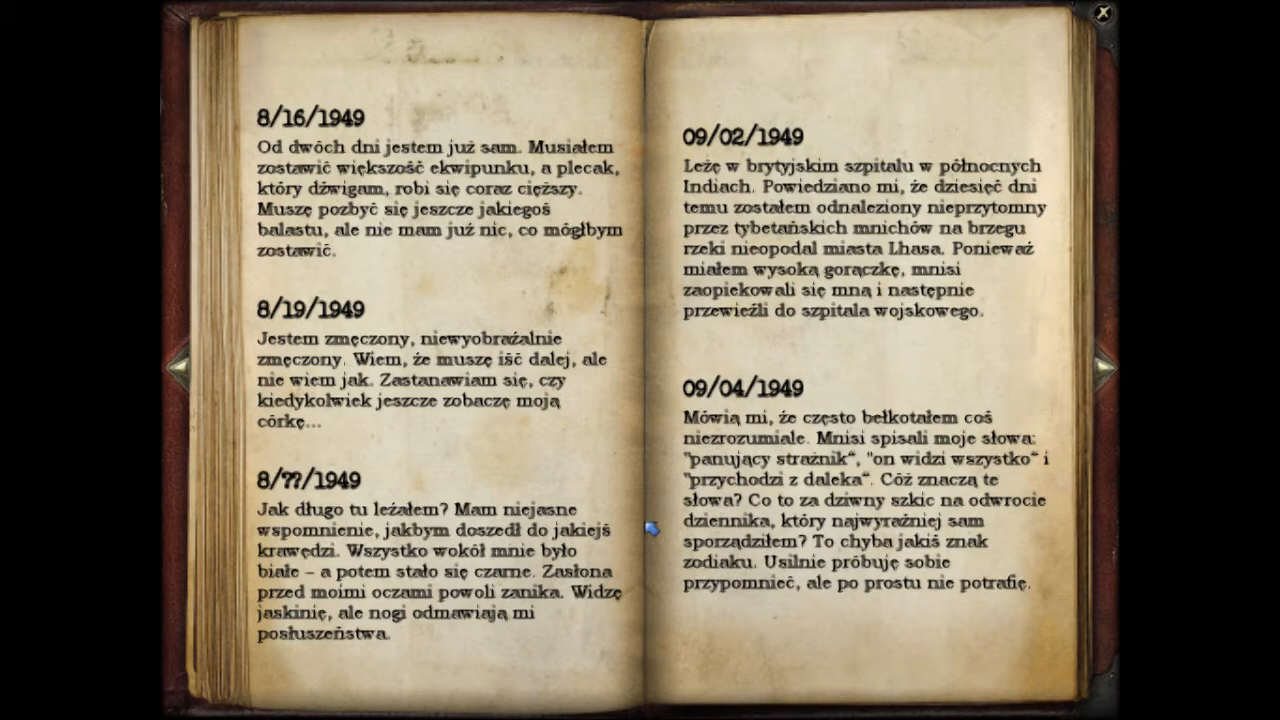 8/16/1949
Od dwóch dni jestem już sam. Musiałem
zostawić większość ekwipunku, a plecak,
który dźwigam, robi się coraz cięższy.
Muszę pozbyć się jeszcze jakiegoś
balastu, ale nie mam już nic, co mógłbym
zostawić.
8/19/1949
Jestem zmęczony, niewyobrażalnie
zmęczony. Wiem, że muszę iść dalej, ale
nie wiem jak. Zastanawiam się, czy
kiedykolwiek jeszcze zobaczę moją
córkę...
8/??/1949
Jak długo tu leżałem? Mam niejasne
wspomnienie, jakbym doszedł do jakiejś
krawędzi. Wszystko wokół mnie było
białe – a potem stało się czarne. Zasłona
przed moimi oczami powoli zanika. Widzę
jaskinię, ale nogi odmawiają mi
posłuszeństwa.
09/02/1949
Leżę w brytyjskim szpitalu w północnych
Indiach. Powiedziano mi, że dziesięć dni
temu zostałem odnaleziony nieprzytomny
przez tybetańskich mnichów na brzegu
rzeki nieopodal miasta Lhasa. Ponieważ
miałem wysoką gorączkę, mnisi
zaopiekowali się mną i następnie
przewieźli do szpitala wojskowego.
09/04/1949
Mówią mi, że często bełkotałem coś
niezrozumiale. Mnisi spisali moje słowa:
"panujący strażnik“, "on widzi wszystko“ i
"przychodzi z daleka“. Cóż znaczą te
słowa? Co to za dziwny szkic na odwrocie
dziennika, który najwyraźniej sam
sporządziłem? To chyba jakiś znak
zodiaku. Usilnie próbuję sobie
przypomnieć, ale po prostu nie potrafię.